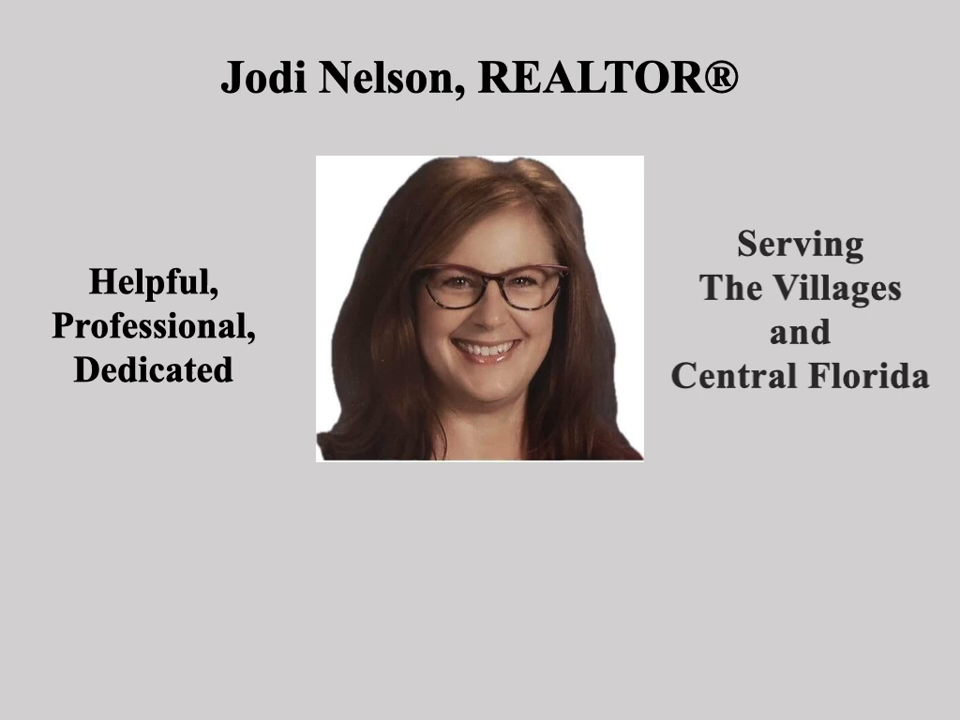 Jodi Nelson, REALTOR®
Helpful,
Professional,
Dedicated
Serving
The Villages
and
Central Florida